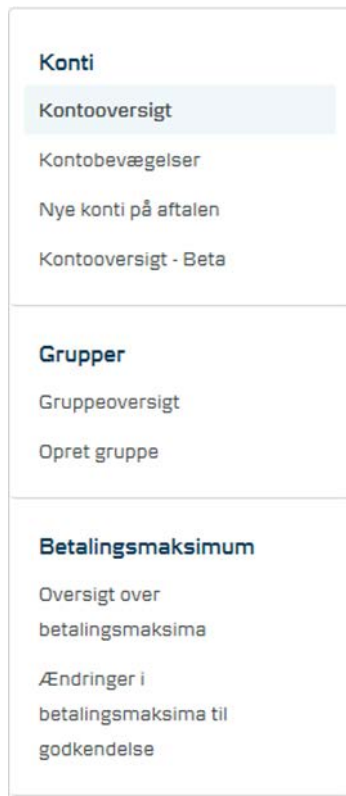 Konti
Kontooversigt
Kontobevægelser
Nye konti på aftalen
Kontooversigt - Beta
Grupper
Gruppeoversigt
Opret gruppe
Betalingsmaksimum
Oversigt over
betalingsmaksima
Ændringer i
betalingsmaksima til
godkendelse